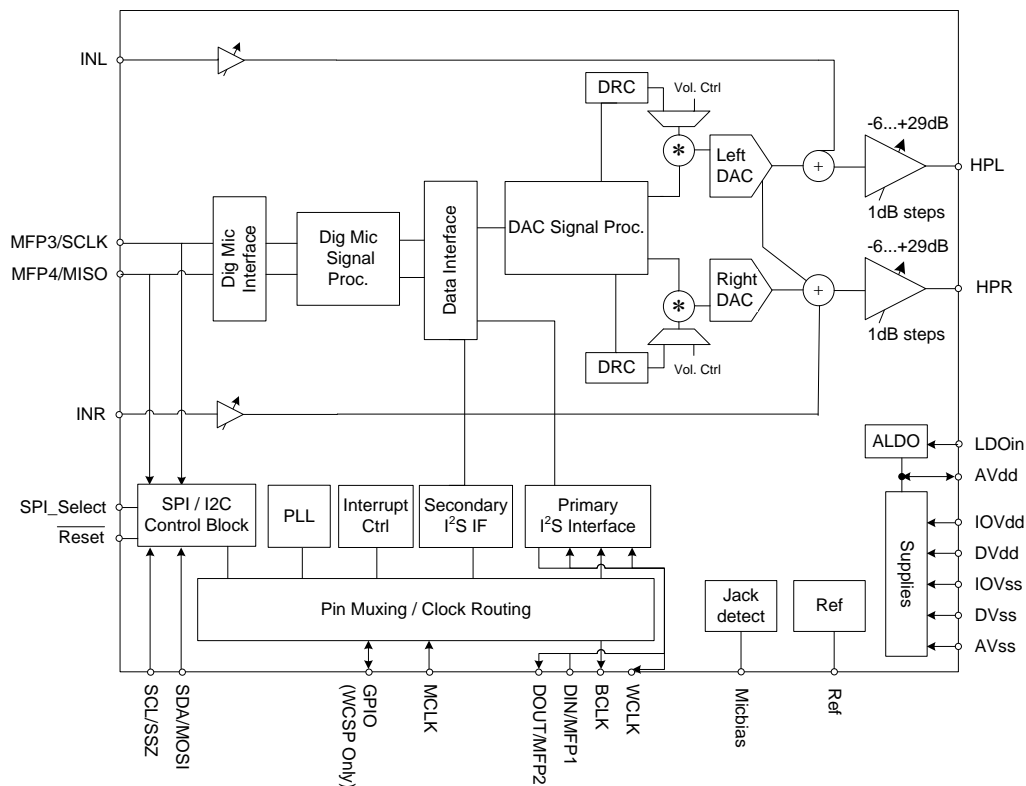 INL
DRC
Vol. Ctrl
*
Left
DAC
+
-6...+29dB
1dB steps
HPL
MFP3/SCLK
MFP4/MISO
Dig Mic
Interface
Dig Mic
Signal
Proc.
Data Interface
DAC Signal Proc.
*
Right
DAC
+
-6...+29dB
1dB steps
HPR
DRC
Vol. Ctrl
INR
ALDO
LDOin
AVdd
SPI_Select
Reset
SPI / I2C
Control Block
PLL
Interrupt
Ctrl
Secondary
I²S IF
Primary
I²S Interface
Supplies
IOVdd
DVdd
IOVss
DVss
AVss
Pin Muxing / Clock Routing
Jack
detect
Ref
SCL/SSZ
SDA/MOSI
GPIO
(WCSP Only)
MCLK
DOUT/MFP2
DIN/MFP1
BCLK
WCLK
Micbias
Ref